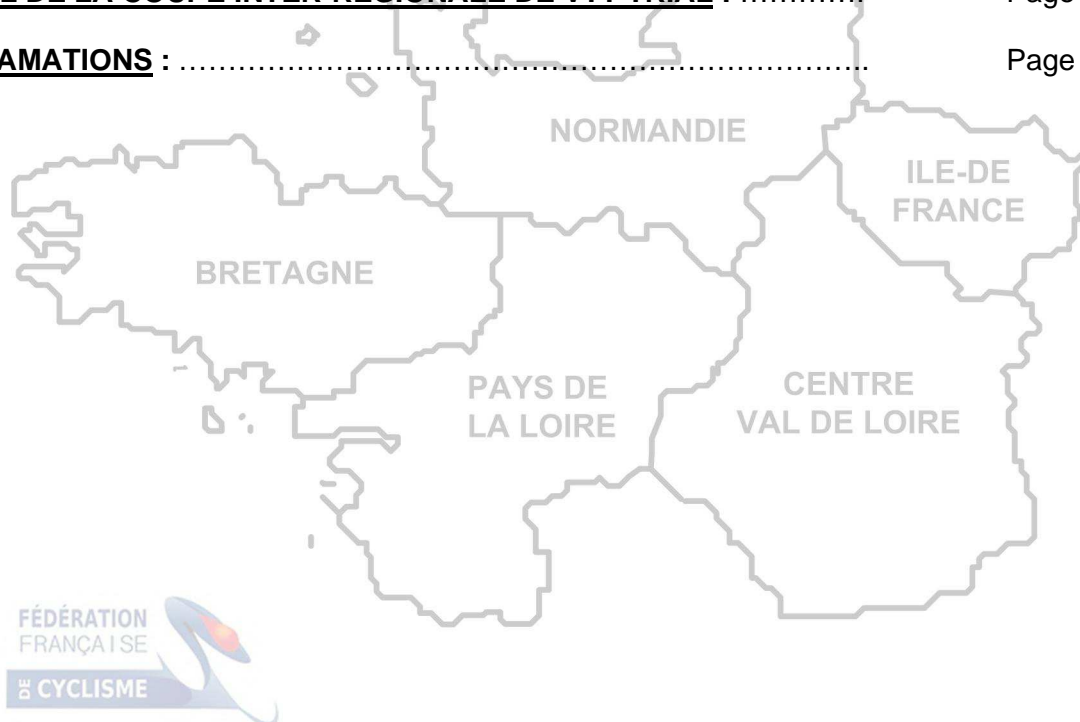 E DE LA COUPE INTER-REGIONALE DE VTT TRIAL : ………….. Page
AMATIONS : …………………………………………………………….. Page
NORMANDIE
ILE-DE
FRANCE
BRETAGNE
PAYS DE
LA LOIRE
CENTRE
VAL DE LOIRE
FÉDÉRATION
FRANÇAISE
DE CYCLISME